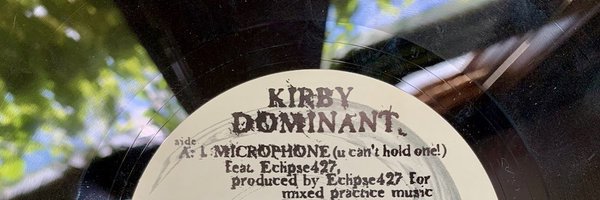 KIRBY
DOMINANT
side
A: 1. MICROPHONE (u can't hold one!)
feat. Eclipse427,
produced by Eclipse427 for
mixed practice music